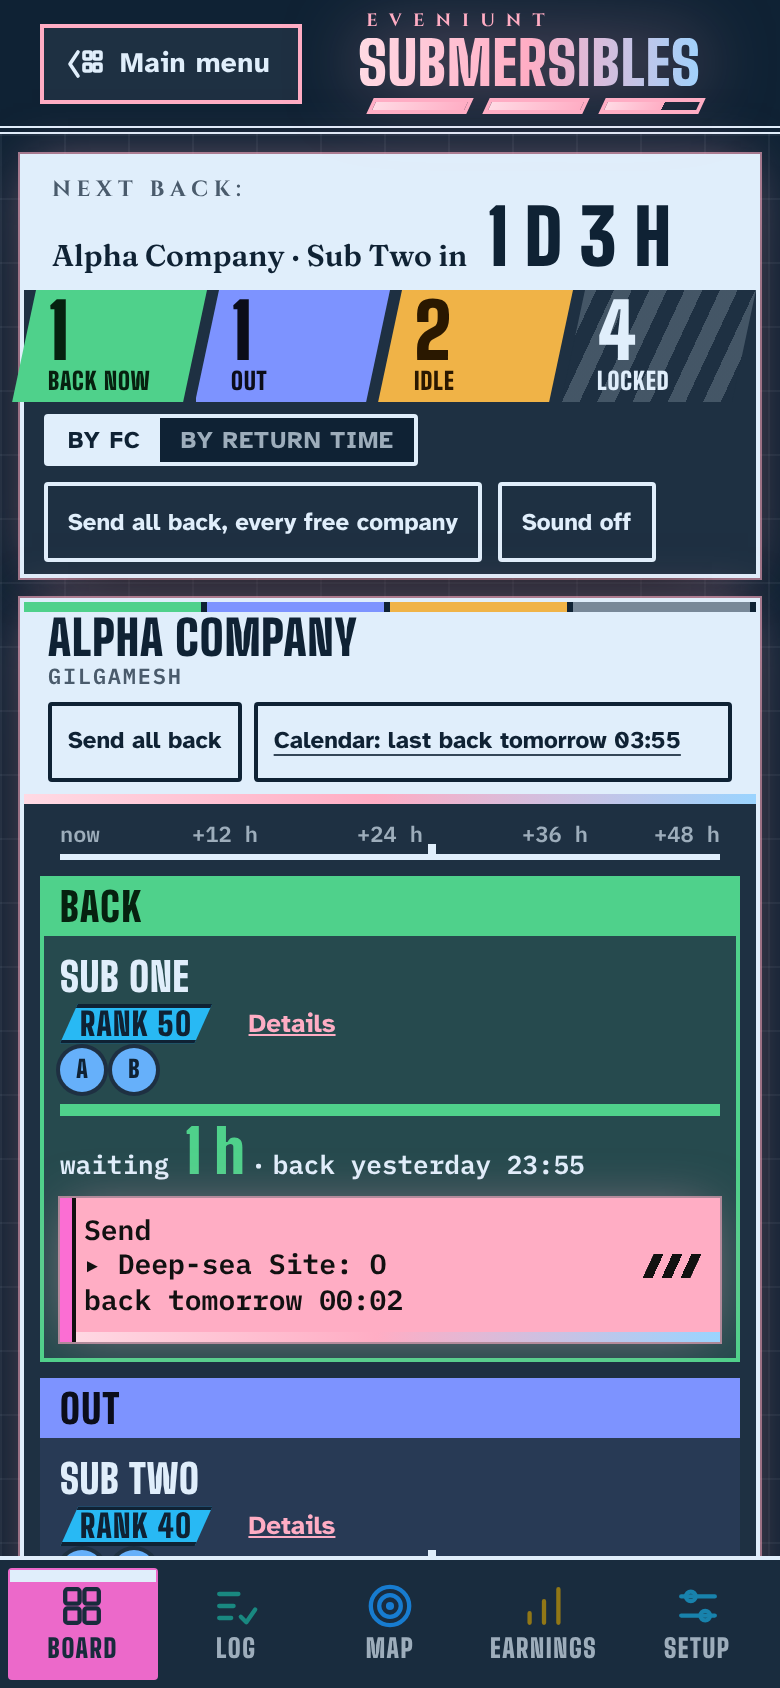 Main menu
EVENIUNT
SUBMERSIBLES
NEXT BACK:
Alpha Company · Sub Two in 1D3H
1
BACK NOW
1
OUT
2
IDLE
4
LOCKED
BY FC
BY RETURN TIME
Send all back, every free company
Sound off
ALPHA COMPANY
GILGAMESH
Send all back
Calendar: last back tomorrow 03:55
now +12 h +24 h +36 h +48 h
BACK
SUB ONE
RANK 50 Details
A B
waiting 1h · back yesterday 23:55
Send
▸ Deep-sea Site: O
back tomorrow 00:02
OUT
SUB TWO
RANK 40 Details
BOARD
LOG
MAP
EARNINGS
SETUP